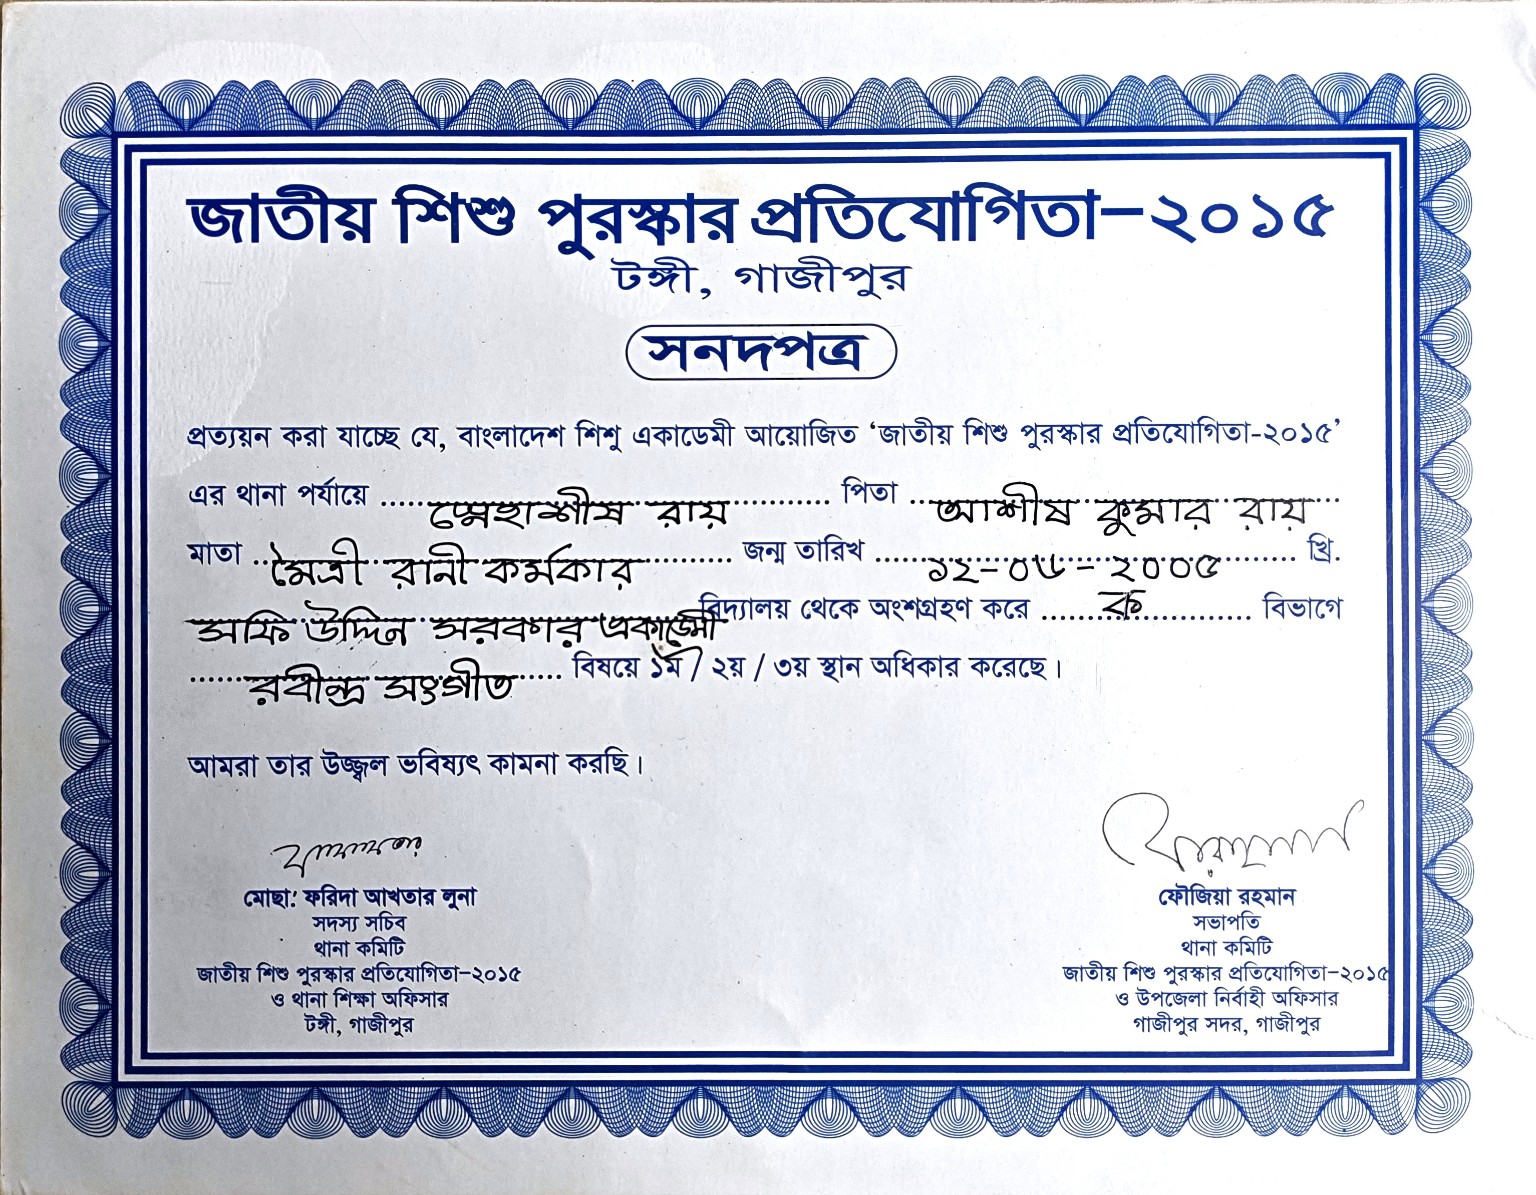 জাতীয় শিশু পুরস্কার প্রতিযোগিতা–২০১৫
টঙ্গী, গাজীপুর
সনদপত্র
প্রত্যয়ন করা যাচ্ছে যে, বাংলাদেশ শিশু একাডেমী আয়োজিত ‘জাতীয় শিশু পুরস্কার প্রতিযোগিতা-২০১৫’
এর থানা পর্যায়ে স্নেহাশীষ রায় পিতা আশীষ কুমার রায়
মাতা মৈত্রী রানী কর্মকার জন্ম তারিখ ১২-০৬-২০০৫ খ্রি.
সফি উদ্দিন সরকার একাডেমী বিদ্যালয় থেকে অংশগ্রহণ করে ক বিভাগে
রবীন্দ্র সংগীত বিষয়ে ১ম / ২য় / ৩য় স্থান অধিকার করেছে।
আমরা তার উজ্জ্বল ভবিষ্যৎ কামনা করছি।
মোছা: ফরিদা আখতার লুনা
সদস্য সচিব
থানা কমিটি
জাতীয় শিশু পুরস্কার প্রতিযোগিতা–২০১৫
ও থানা শিক্ষা অফিসার
টঙ্গী, গাজীপুর
ফৌজিয়া রহমান
সভাপতি
থানা কমিটি
জাতীয় শিশু পুরস্কার প্রতিযোগিতা–২০১৫
ও উপজেলা নির্বাহী অফিসার
গাজীপুর সদর, গাজীপুর